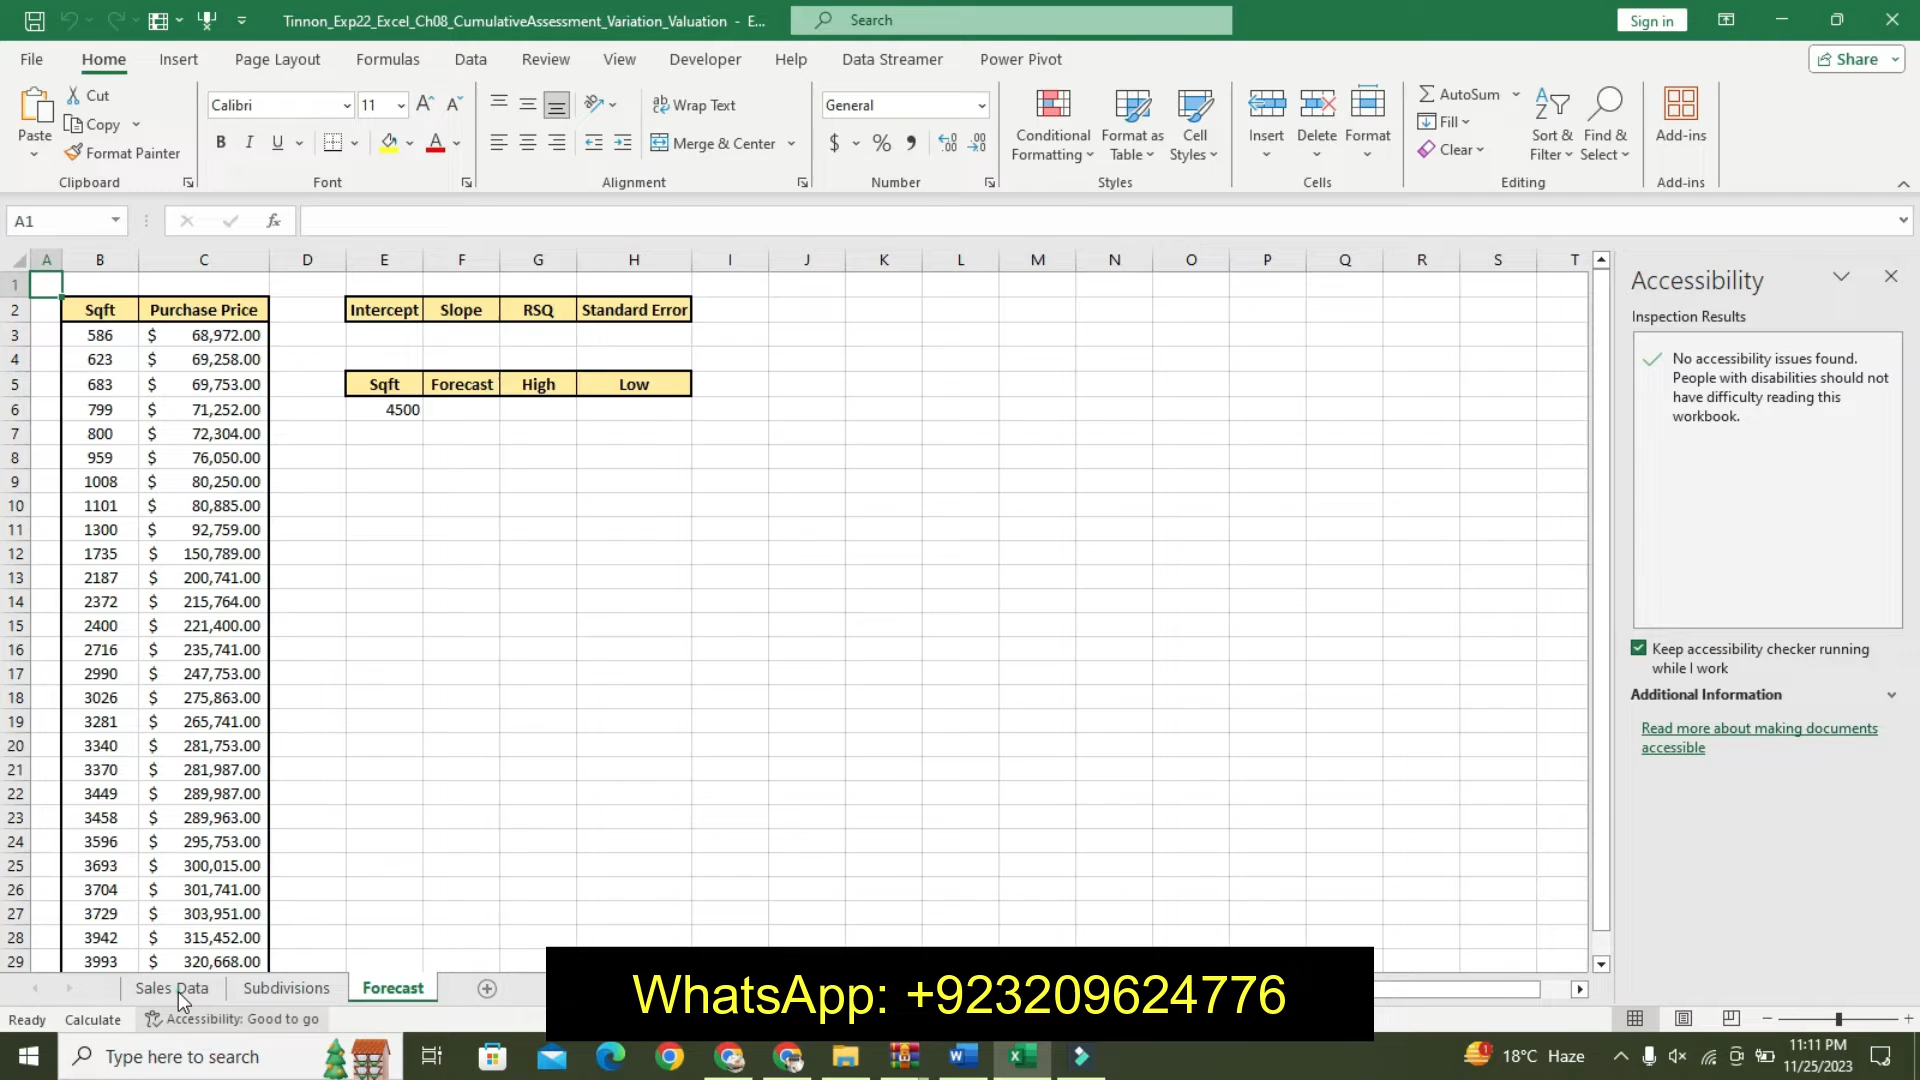 Tinnon_Exp22_Excel_Ch08_CumulativeAssessment_Variation_Valuation - E...
Search
Sign in
File Home Insert Page Layout Formulas Data Review View Developer Help Data Streamer Power Pivot
Share
Paste
Cut
Copy
Format Painter
Clipboard
Calibri 11
B I U
Font
Wrap Text
Merge & Center
Alignment
General
$ % ,
Number
Conditional Formatting
Format as Table
Cell Styles
Styles
Insert Delete Format
Cells
AutoSum
Fill
Clear
Sort & Filter
Find & Select
Editing
Add-ins
Add-ins
A1
fx
A B C D E F G H I J K L M N O P Q R S T
1
2 Sqft Purchase Price Intercept Slope RSQ Standard Error
3 586 $ 68,972.00
4 623 $ 69,258.00
5 683 $ 69,753.00 Sqft Forecast High Low
6 799 $ 71,252.00 4500
7 800 $ 72,304.00
8 959 $ 76,050.00
9 1008 $ 80,250.00
10 1101 $ 80,885.00
11 1300 $ 92,759.00
12 1735 $ 150,789.00
13 2187 $ 200,741.00
14 2372 $ 215,764.00
15 2400 $ 221,400.00
16 2716 $ 235,741.00
17 2990 $ 247,753.00
18 3026 $ 275,863.00
19 3281 $ 265,741.00
20 3340 $ 281,753.00
21 3370 $ 281,987.00
22 3449 $ 289,987.00
23 3458 $ 289,963.00
24 3596 $ 295,753.00
25 3693 $ 300,015.00
26 3704 $ 301,741.00
27 3729 $ 303,951.00
28 3942 $ 315,452.00
29 3993 $ 320,668.00
Accessibility
Inspection Results
No accessibility issues found.
People with disabilities should not
have difficulty reading this
workbook.
Keep accessibility checker running
while I work
Additional Information
Read more about making documents
accessible
Sales Data Subdivisions Forecast
WhatsApp: +923209624776
Ready Calculate Accessibility: Good to go
Type here to search
18°C Haze
11:11 PM
11/25/2023